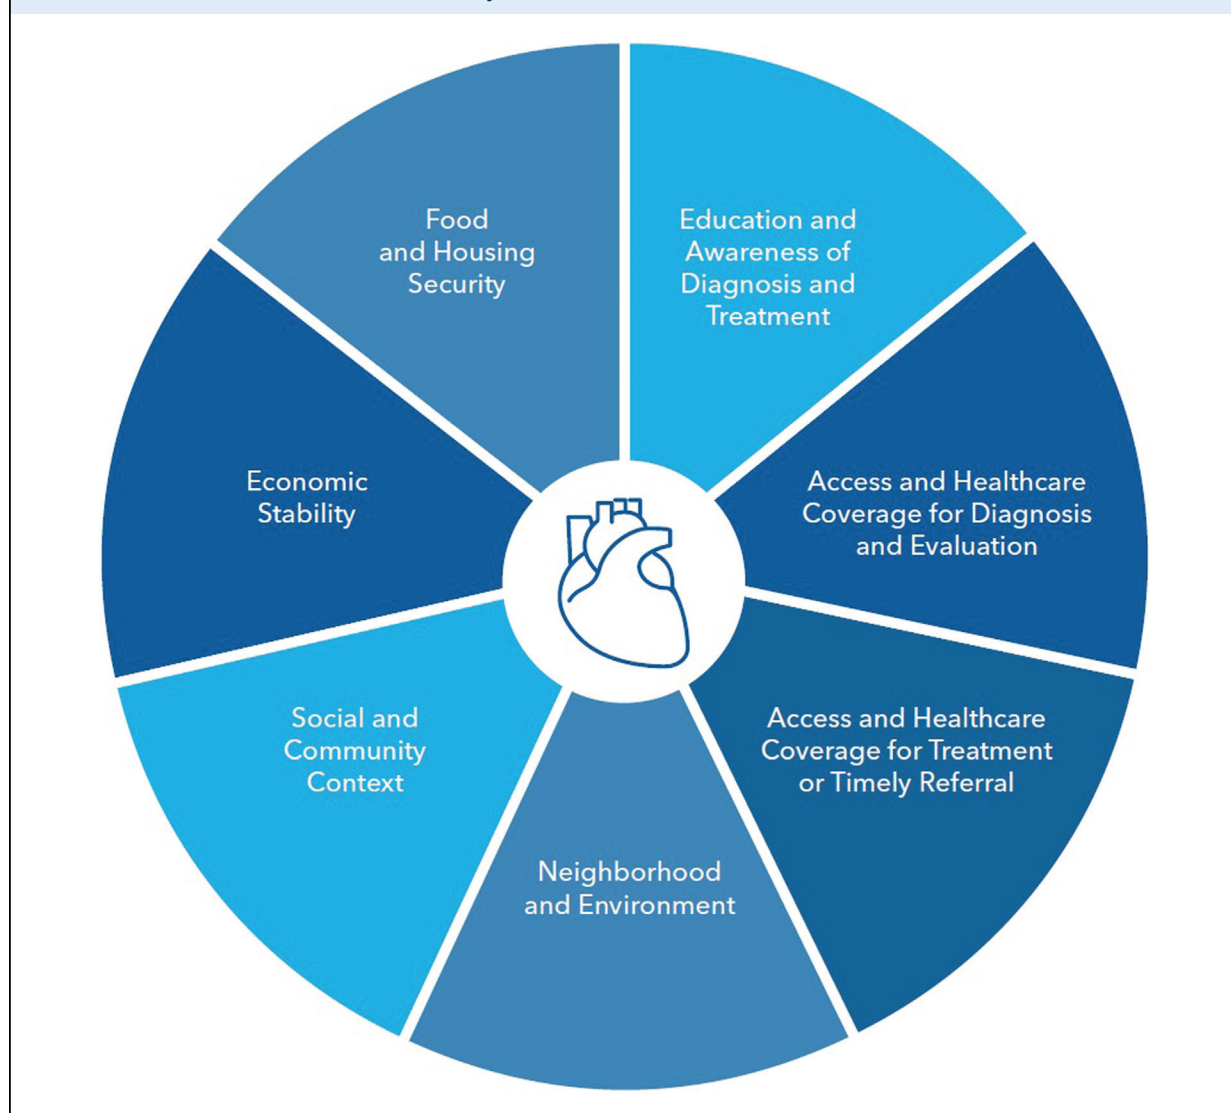 Food
and Housing
Security
Education and
Awareness of
Diagnosis and
Treatment
Economic
Stability
Access and Healthcare
Coverage for Diagnosis
and Evaluation
Social and
Community
Context
Access and Healthcare
Coverage for Treatment
or Timely Referral
Neighborhood
and Environment